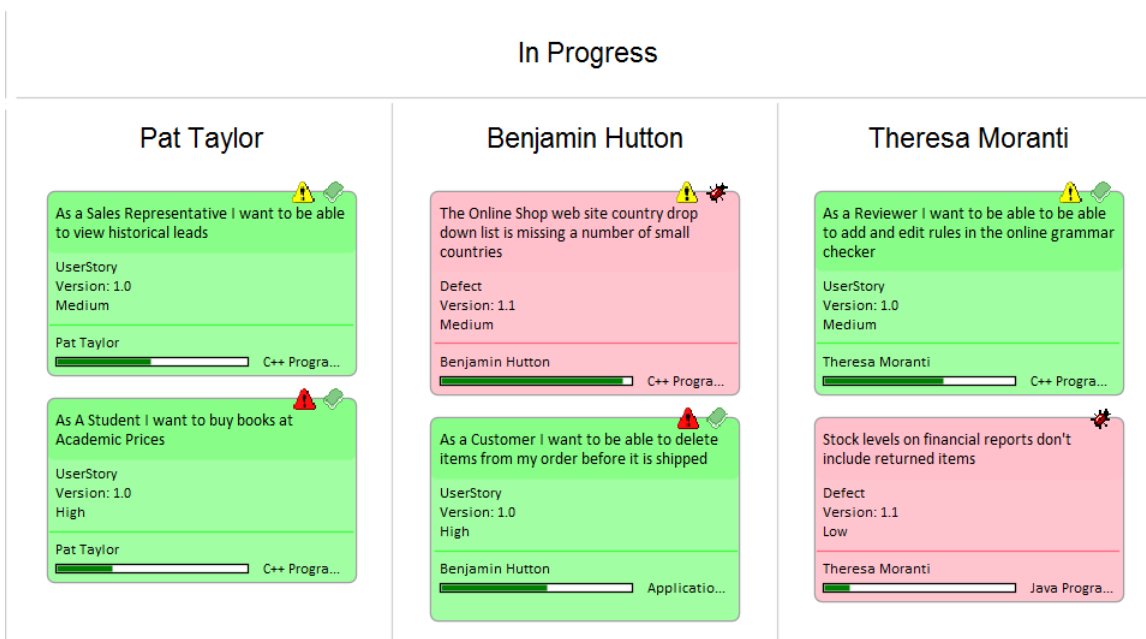 In Progress
Pat Taylor
As a Sales Representative I want to be able
to view historical leads
UserStory
Version: 1.0
Medium
Pat Taylor
C++ Progra...
As A Student I want to buy books at
Academic Prices
UserStory
Version: 1.0
High
Pat Taylor
C++ Progra...
Benjamin Hutton
The Online Shop web site country drop
down list is missing a number of small
countries
Defect
Version: 1.1
Medium
Benjamin Hutton
C++ Progra...
As a Customer I want to be able to delete
items from my order before it is shipped
UserStory
Version: 1.0
High
Benjamin Hutton
Applicatio...
Theresa Moranti
As a Reviewer I want to be able to be able
to add and edit rules in the online grammar
checker
UserStory
Version: 1.0
Medium
Theresa Moranti
C++ Progra...
Stock levels on financial reports don't
include returned items
Defect
Version: 1.1
Low
Theresa Moranti
Java Progra...